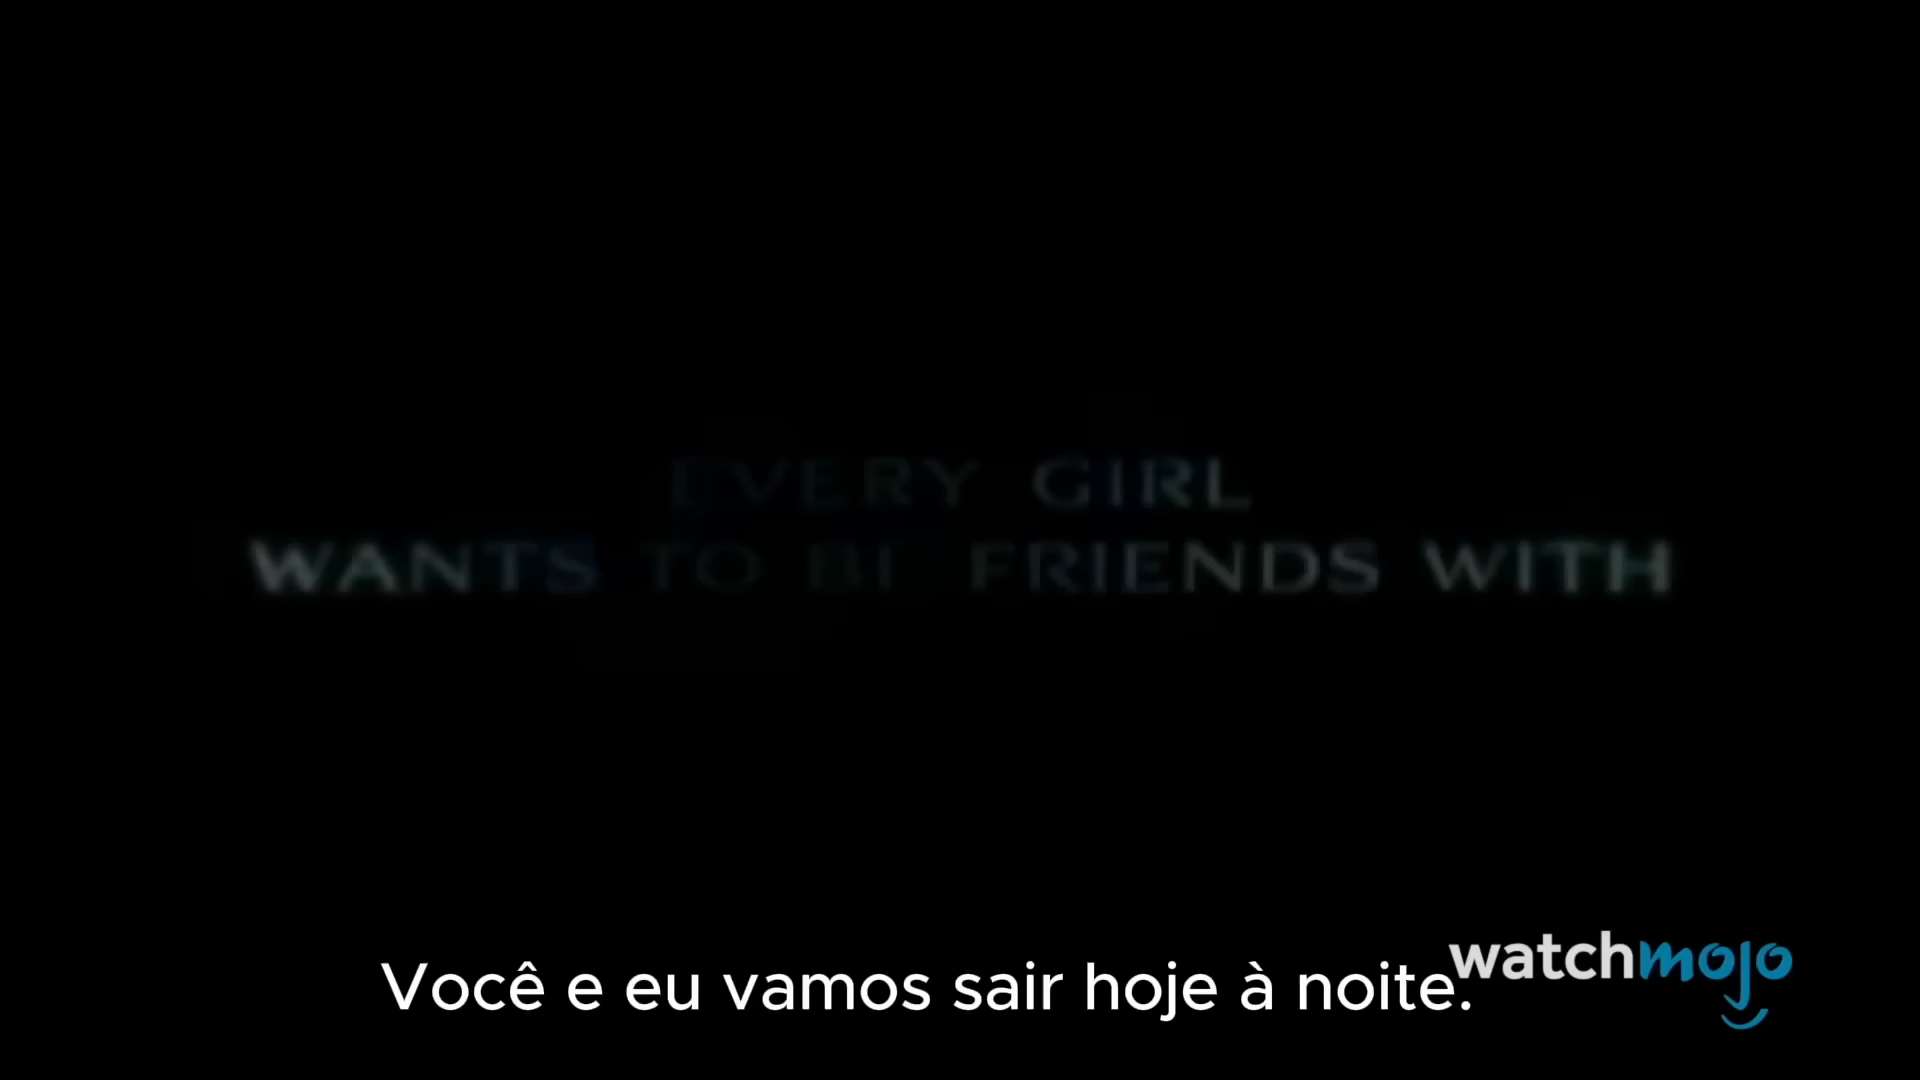 EVERY GIRL
WANTS TO BE FRIENDS WITH
Você e eu vamos sair hoje à noite.
watchmojo